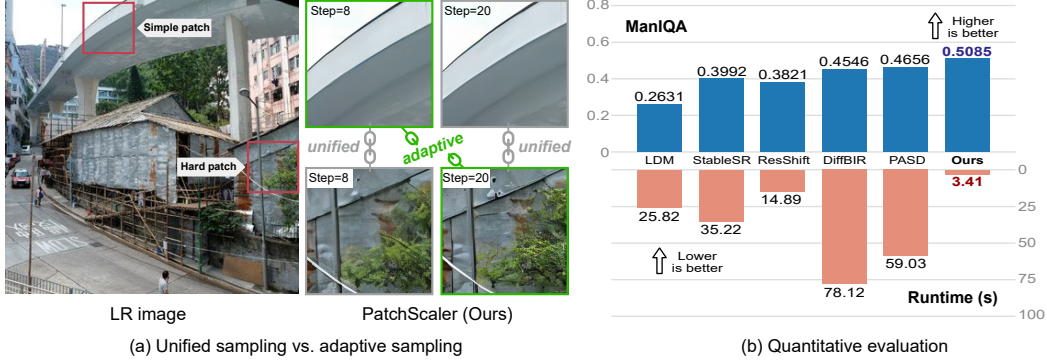 Simple patch
Hard patch
LR image
Step=8
Step=20
unified
adaptive
unified
Step=8
Step=20
PatchScaler (Ours)
(a) Unified sampling vs. adaptive sampling
0.8
ManIQA
Higher
is better
0.6
0.4
0.2
0
0.2631
0.3992
0.3821
0.4546
0.4656
0.5085
LDM
StableSR
ResShift
DiffBIR
PASD
Ours
0
25
50
75
100
25.82
35.22
14.89
78.12
59.03
3.41
Lower
is better
Runtime (s)
(b) Quantitative evaluation